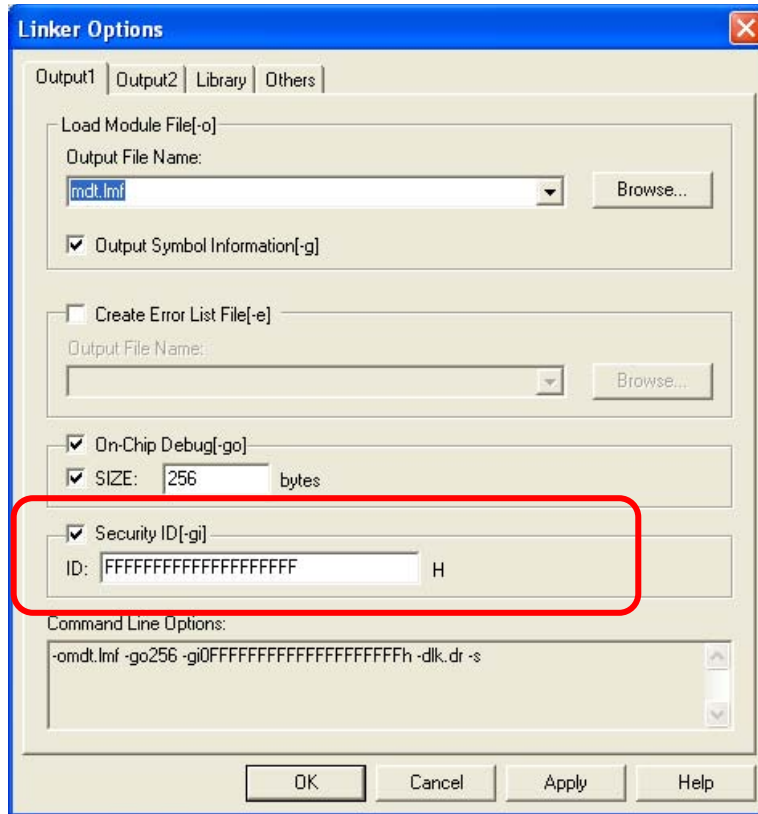 Linker Options
Output1 Output2 Library Others
Load Module File[-o]
Output File Name:
mdt.lmf Browse...
Output Symbol Information[-g]
Create Error List File[-e]
Output File Name:
Browse...
On-Chip Debug[-go]
SIZE: 256 bytes
Security ID[-gi]
ID: FFFFFFFFFFFFFFFFFFFF H
Command Line Options:
-omdt.lmf -go256 -gi0FFFFFFFFFFFFFFFFFFFFh -dlk.dr -s
OK Cancel Apply Help